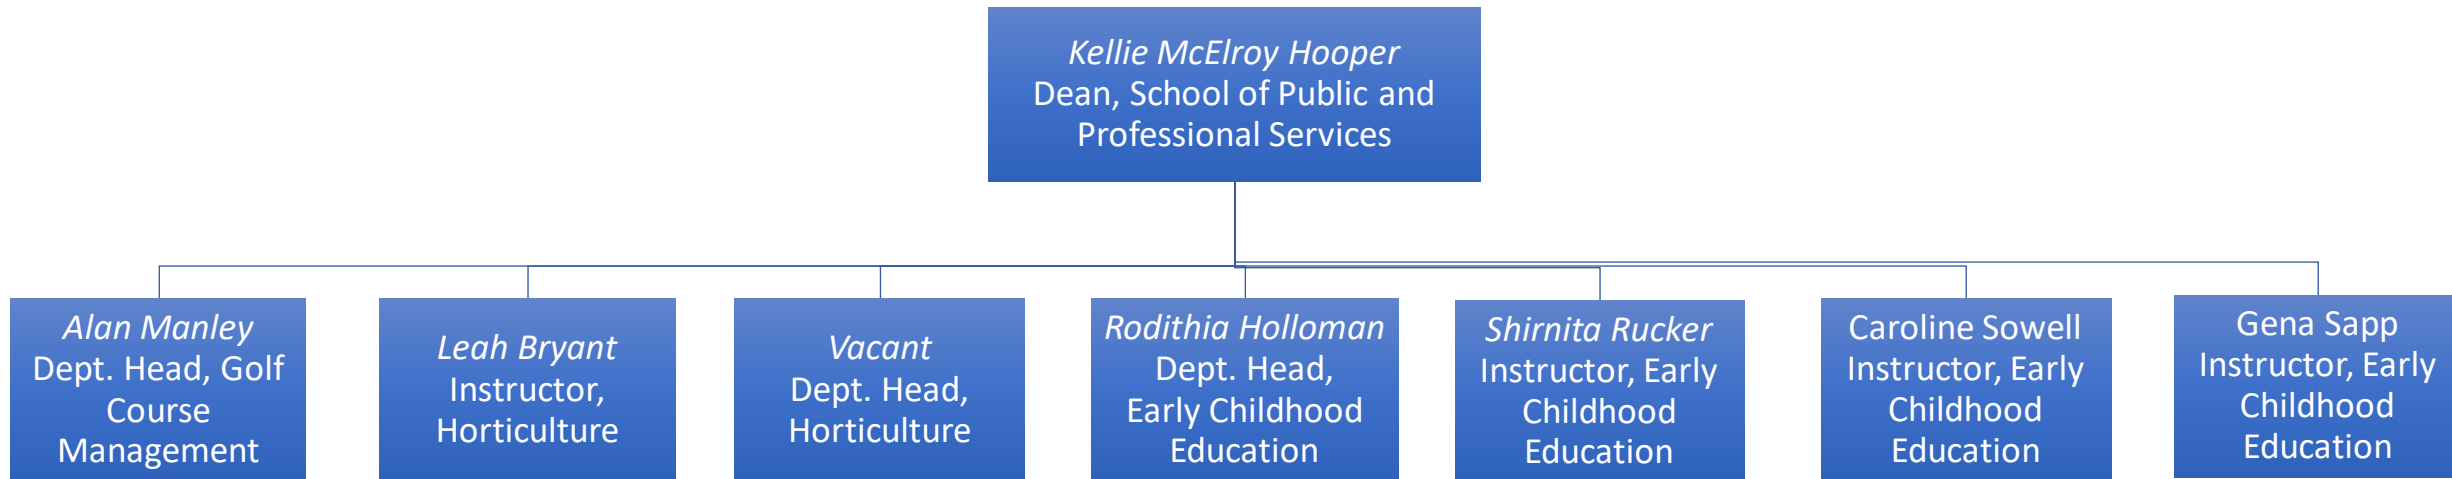 Kellie McElroy Hooper
Dean, School of Public and
Professional Services
Alan Manley
Dept. Head, Golf
Course
Management
Leah Bryant
Instructor,
Horticulture
Vacant
Dept. Head,
Horticulture
Rodithia Holloman
Dept. Head,
Early Childhood
Education
Shirnita Rucker
Instructor, Early
Childhood
Education
Caroline Sowell
Instructor, Early
Childhood
Education
Gena Sapp
Instructor, Early
Childhood
Education